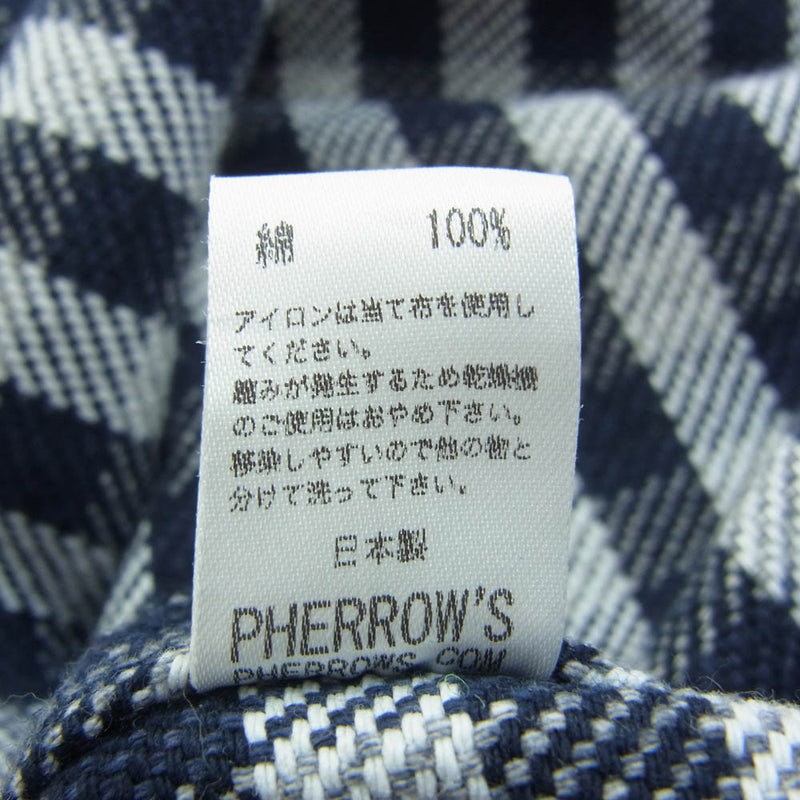 綿 100%
アイロンは当て布を使用し
てください。
縮みが発生するため乾燥機
のご使用はおやめ下さい。
移染しやすいので他の物と
分けて洗って下さい。
日本製
PHERROW'S
PHERROWS.COM